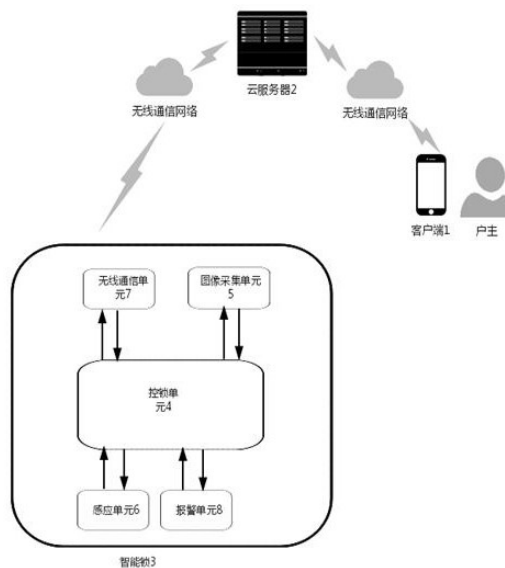 云服务器2
无线通信网络
无线通信网络
客户端1
户主
无线通信单
元7
图像采集单元
5
控锁单
元4
感应单元6
报警单元8
智能锁3